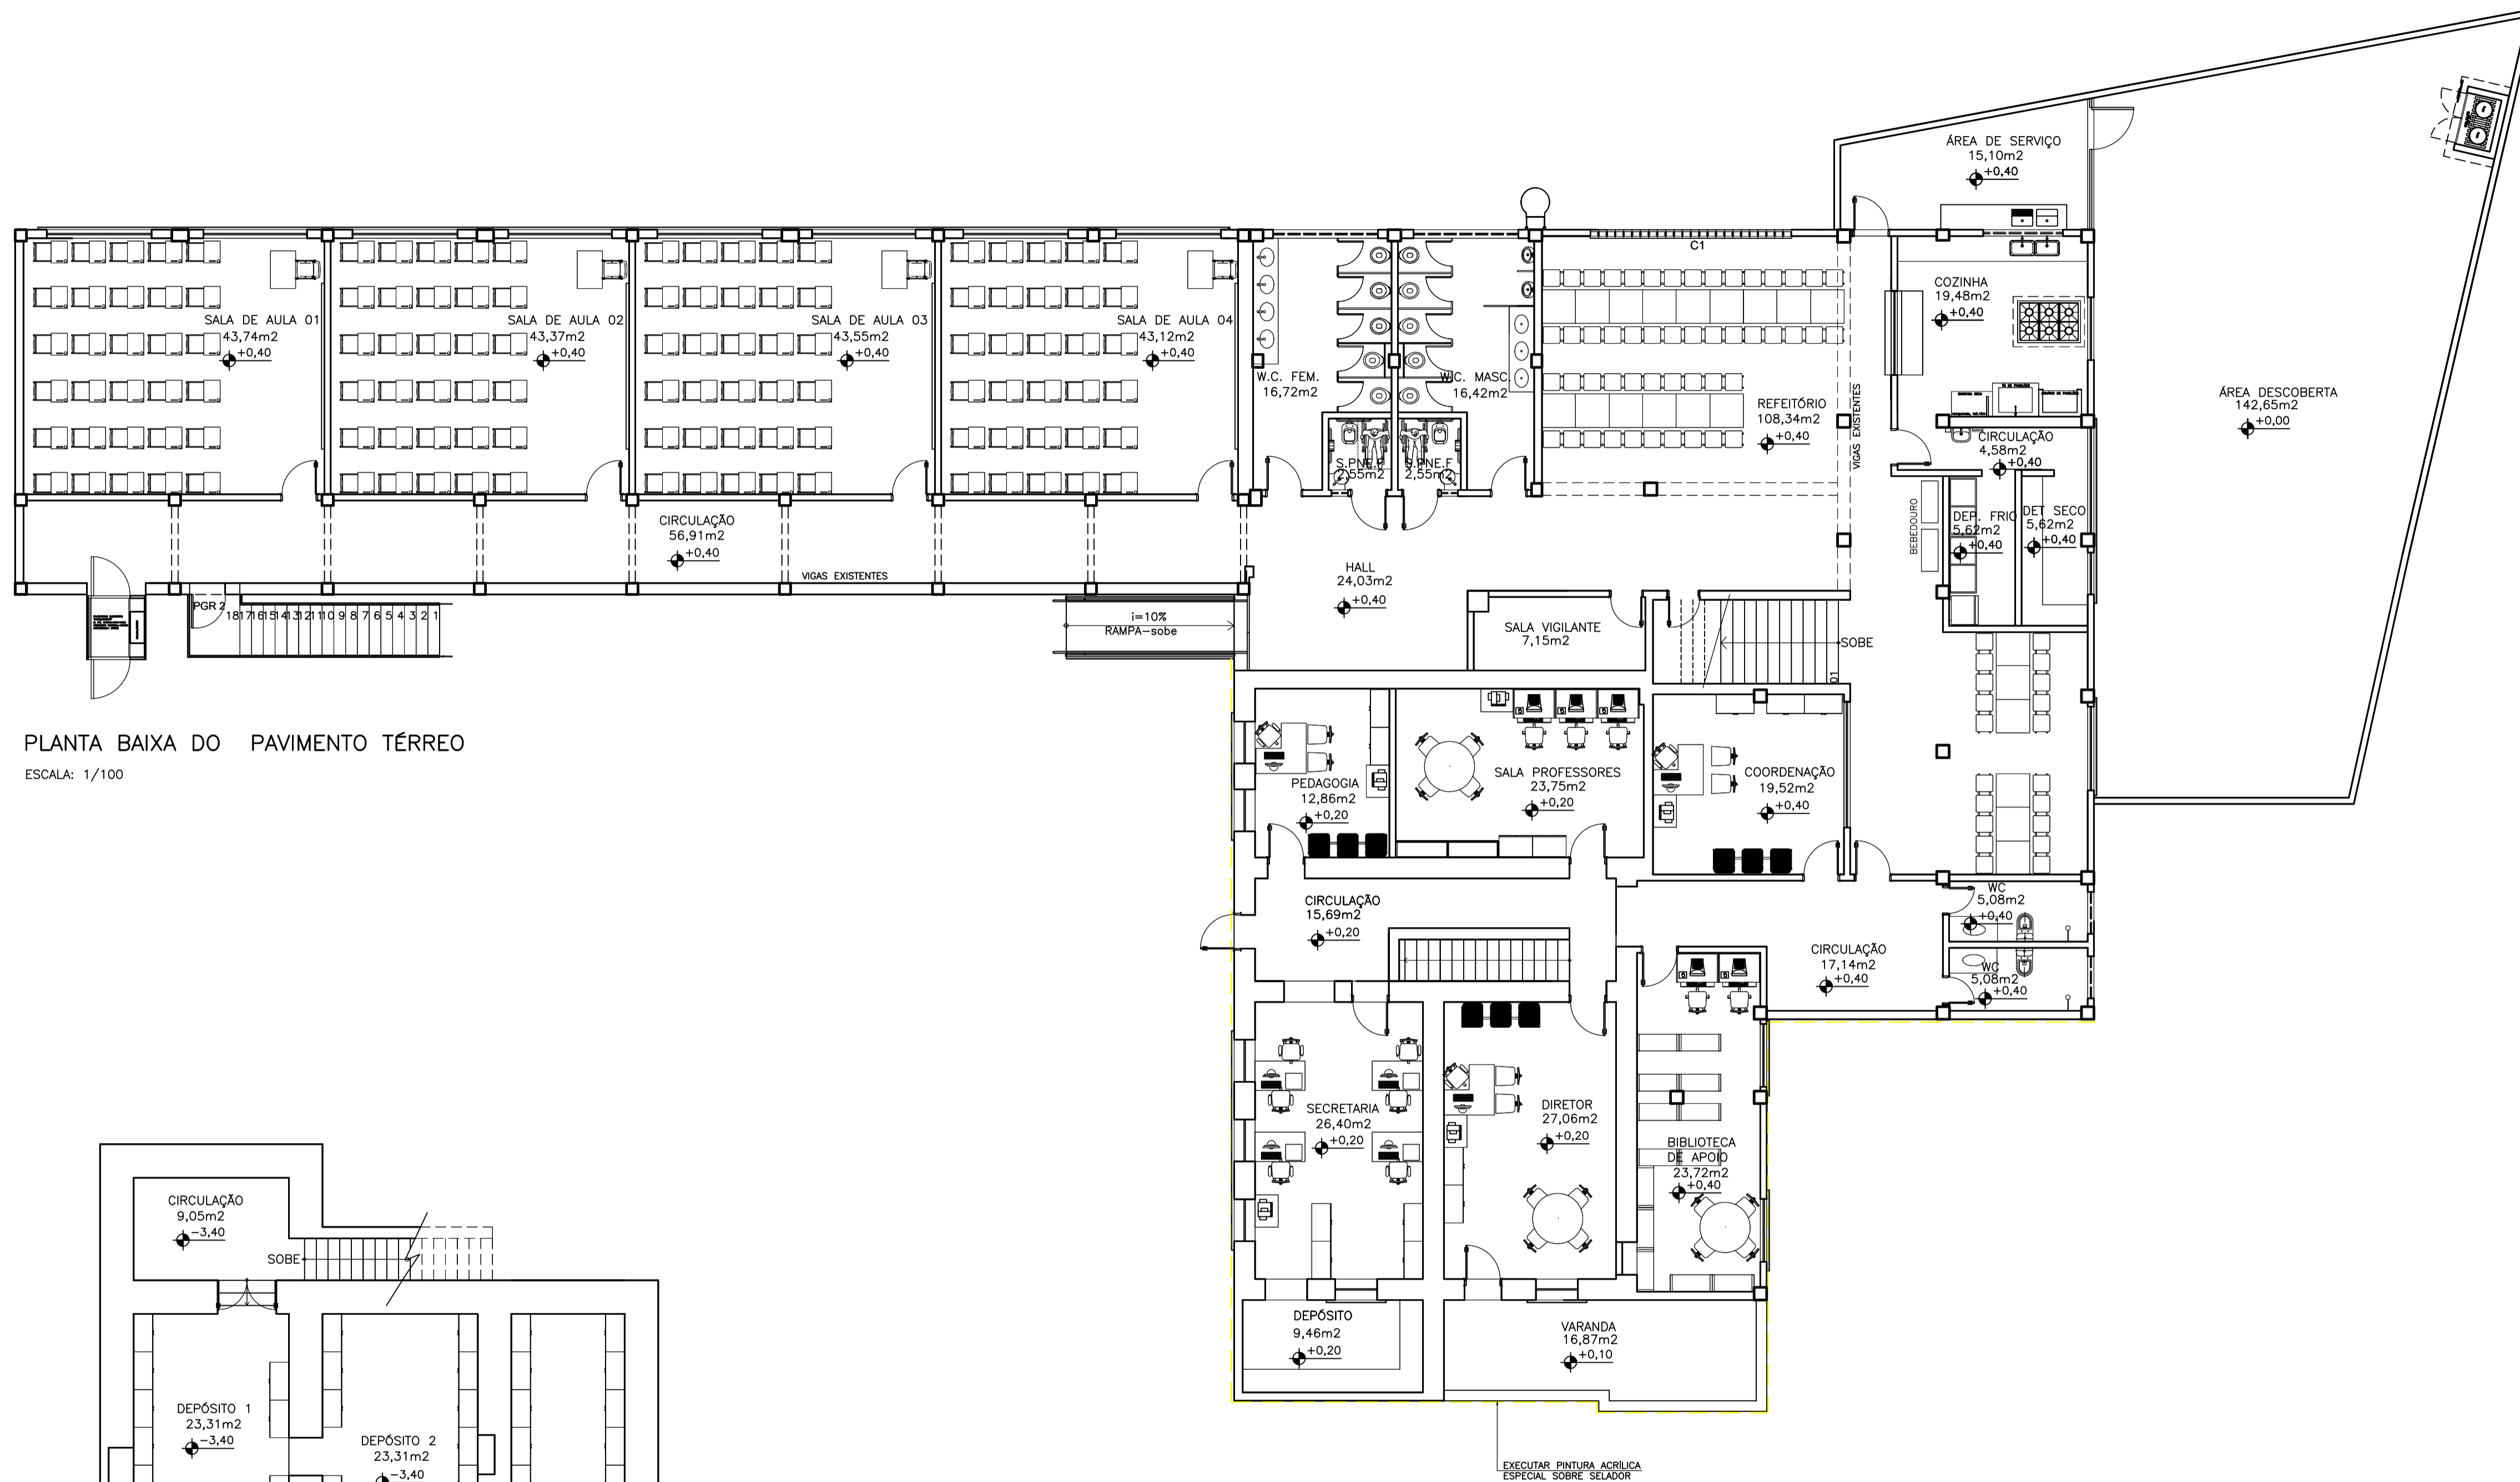 ÁREA DE SERVIÇO
15,10m2
+0,40
C1
SALA DE AULA 01
43,74m2
+0,40
SALA DE AULA 02
43,37m2
+0,40
SALA DE AULA 03
43,55m2
+0,40
SALA DE AULA 04
43,12m2
+0,40
W.C. FEM.
16,72m2
W.C. MASC.
16,42m2
S.PNE.F
2,55m2
S.PNE.F
2,55m2
REFEITÓRIO
108,34m2
+0,40
VIGAS EXISTENTES
COZINHA
19,48m2
+0,40
ÁREA DESCOBERTA
142,65m2
+0,00
CIRCULAÇÃO
4,58m2
+0,40
BEBEDOURO
DEP. FRIO
5,62m2
+0,40
DET SECO
5,62m2
+0,40
CIRCULAÇÃO
56,91m2
+0,40
VIGAS EXISTENTES
HALL
24,03m2
+0,40
PGR 2
18 17 16 15 14 13 12 11 10 9 8 7 6 5 4 3 2 1
i=10%
RAMPA-sobe
SALA VIGILANTE
7,15m2
SOBE
01
PLANTA BAIXA DO PAVIMENTO TÉRREO
ESCALA: 1/100
PEDAGOGIA
12,86m2
+0,20
SALA PROFESSORES
23,75m2
+0,20
COORDENAÇÃO
19,52m2
+0,40
CIRCULAÇÃO
15,69m2
+0,20
WC
5,08m2
+0,40
CIRCULAÇÃO
17,14m2
+0,40
WC
5,08m2
+0,40
SECRETARIA
26,40m2
+0,20
DIRETOR
27,06m2
+0,20
BIBLIOTECA
DE APOIO
23,72m2
+0,40
DEPÓSITO
9,46m2
+0,20
VARANDA
16,87m2
+0,10
EXECUTAR PINTURA ACRÍLICA
ESPECIAL SOBRE SELADOR
CIRCULAÇÃO
9,05m2
-3,40
SOBE
DEPÓSITO 1
23,31m2
-3,40
DEPÓSITO 2
23,31m2
-3,40